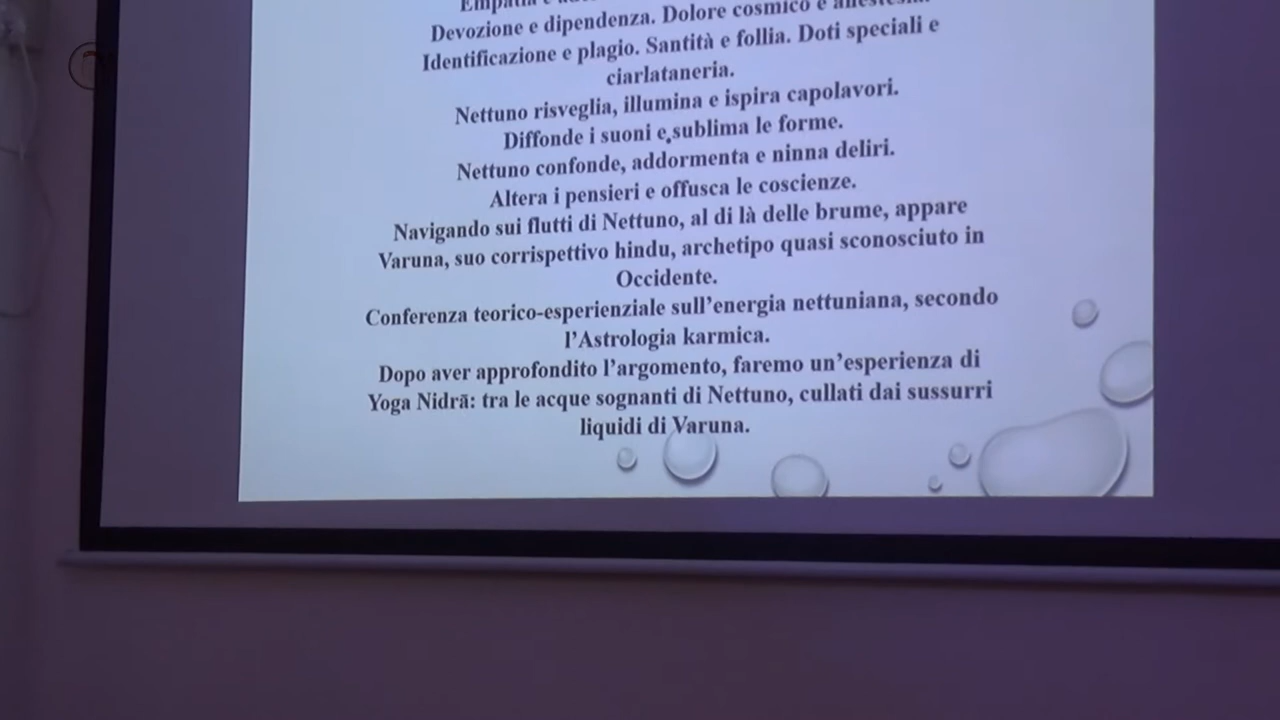 Devozione e dipendenza. Dolore cosmico e
Identificazione e plagio. Santità e follia. Doti speciali e
ciarlataneria.
Nettuno risveglia, illumina e ispira capolavori.
Diffonde i suoni e sublima le forme.
Nettuno confonde, addormenta e ninna deliri.
Altera i pensieri e offusca le coscienze.
Navigando sui flutti di Nettuno, al di là delle brume, appare
Varuna, suo corrispettivo hindu, archetipo quasi sconosciuto in
Occidente.
Conferenza teorico-esperienziale sull’energia nettuniana, secondo
l’Astrologia karmica.
Dopo aver approfondito l’argomento, faremo un’esperienza di
Yoga Nidrā: tra le acque sognanti di Nettuno, cullati dai sussurri
liquidi di Varuna.